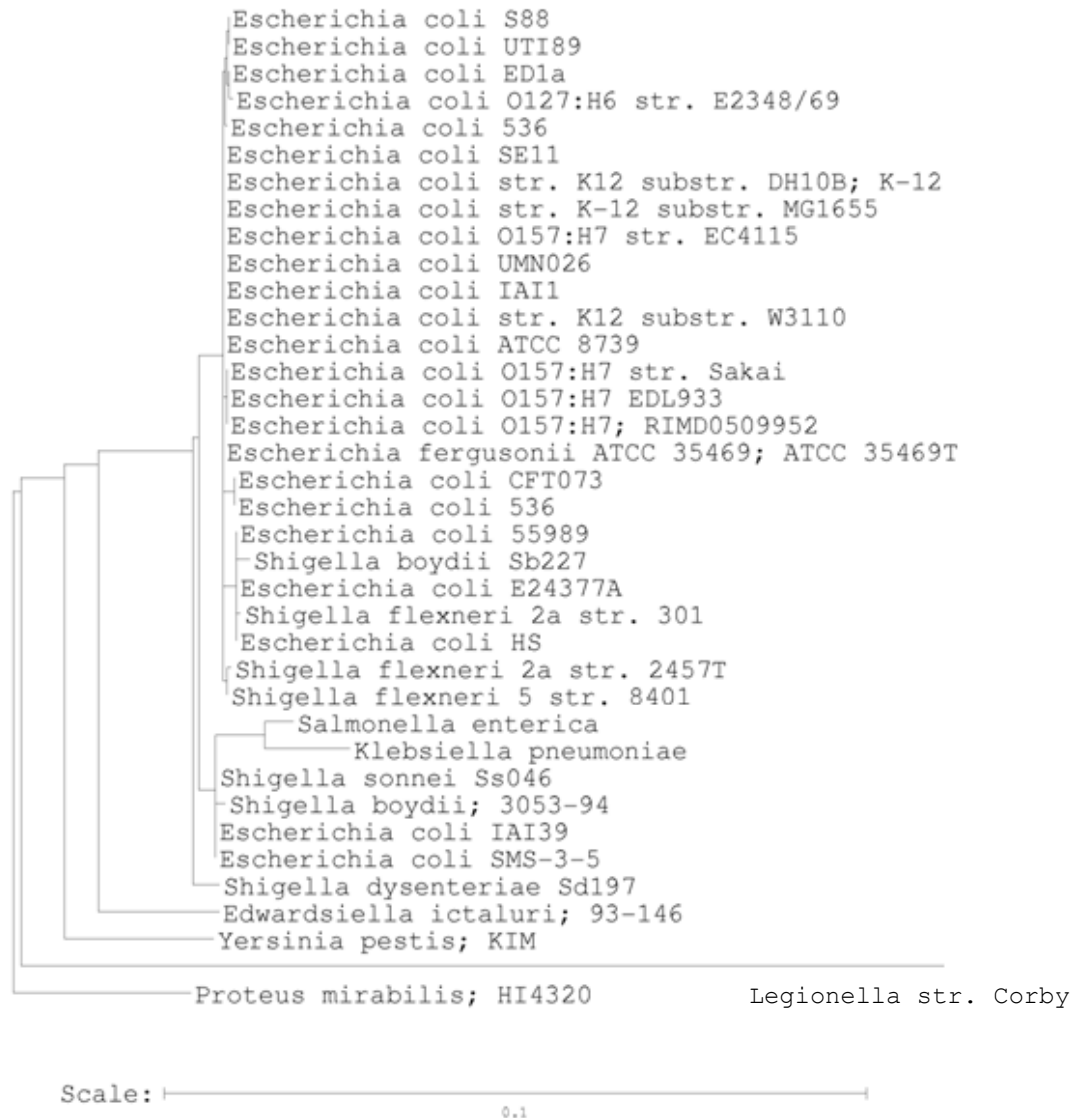 Escherichia coli S88
Escherichia coli UTI89
Escherichia coli ED1a
Escherichia coli O127:H6 str. E2348/69
Escherichia coli 536
Escherichia coli SE11
Escherichia coli str. K12 substr. DH10B; K-12
Escherichia coli str. K-12 substr. MG1655
Escherichia coli O157:H7 str. EC4115
Escherichia coli UMN026
Escherichia coli IAI1
Escherichia coli str. K12 substr. W3110
Escherichia coli ATCC 8739
Escherichia coli O157:H7 str. Sakai
Escherichia coli O157:H7 EDL933
Escherichia coli O157:H7; RIMD0509952
Escherichia fergusonii ATCC 35469; ATCC 35469T
Escherichia coli CFT073
Escherichia coli 536
Escherichia coli 55989
Shigella boydii Sb227
Escherichia coli E24377A
Shigella flexneri 2a str. 301
Escherichia coli HS
Shigella flexneri 2a str. 2457T
Shigella flexneri 5 str. 8401
Salmonella enterica
Klebsiella pneumoniae
Shigella sonnei Ss046
Shigella boydii; 3053-94
Escherichia coli IAI39
Escherichia coli SMS-3-5
Shigella dysenteriae Sd197
Edwardsiella ictaluri; 93-146
Yersinia pestis; KIM
Proteus mirabilis; HI4320 Legionella str. Corby
Scale:
0.1